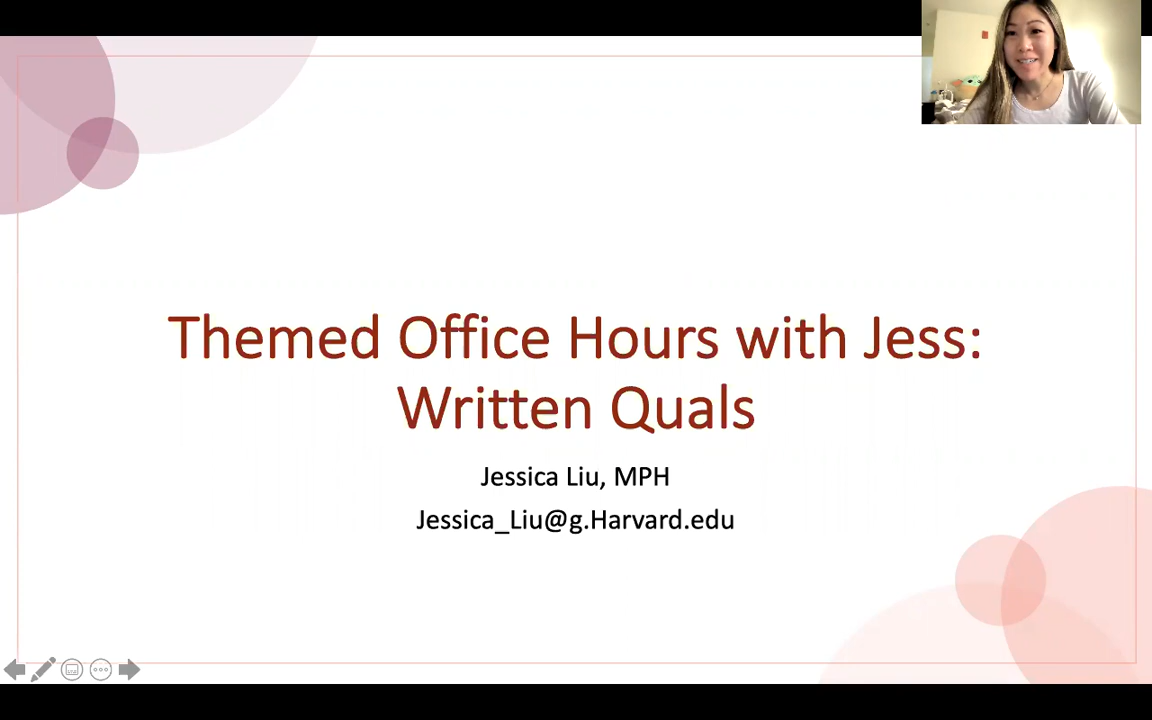 Themed Office Hours with Jess:
Written Quals
Jessica Liu, MPH
Jessica_Liu@g.Harvard.edu